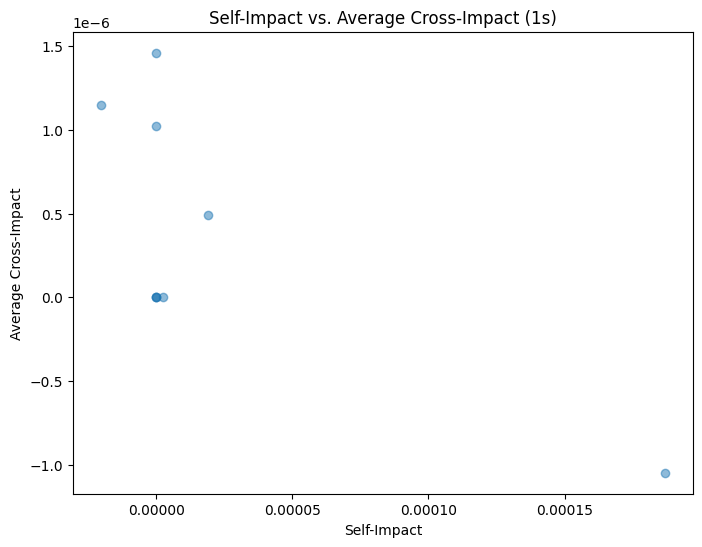 Self-Impact vs. Average Cross-Impact (1s)
1e−6
1.5
1.0
0.5
0.0
−0.5
−1.0
Average Cross-Impact
0.00000 0.00005 0.00010 0.00015
Self-Impact